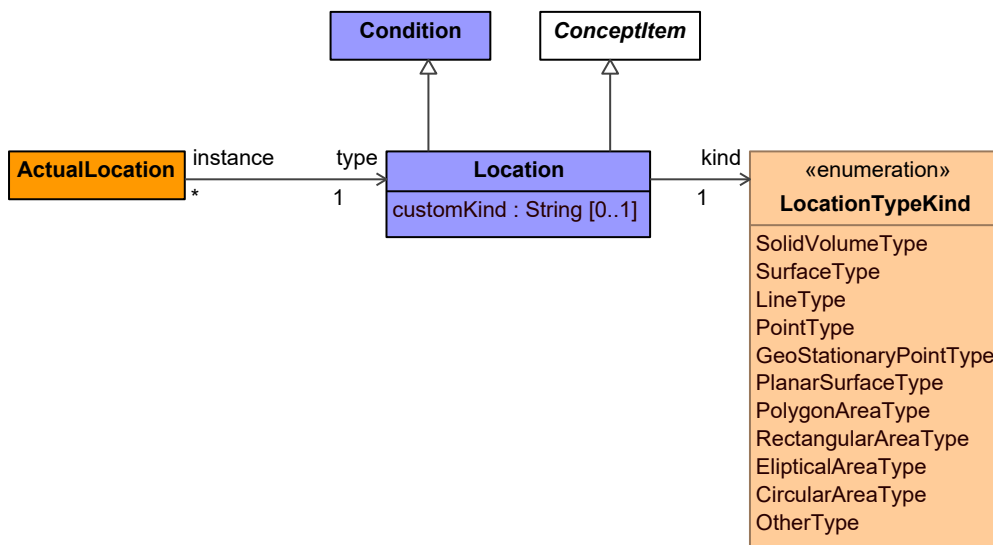 Condition
ConceptItem
ActualLocation
instance
*
type
1
Location
customKind : String [0..1]
kind
1
«enumeration»
LocationTypeKind
SolidVolumeType
SurfaceType
LineType
PointType
GeoStationaryPointType
PlanarSurfaceType
PolygonAreaType
RectangularAreaType
ElipticalAreaType
CircularAreaType
OtherType